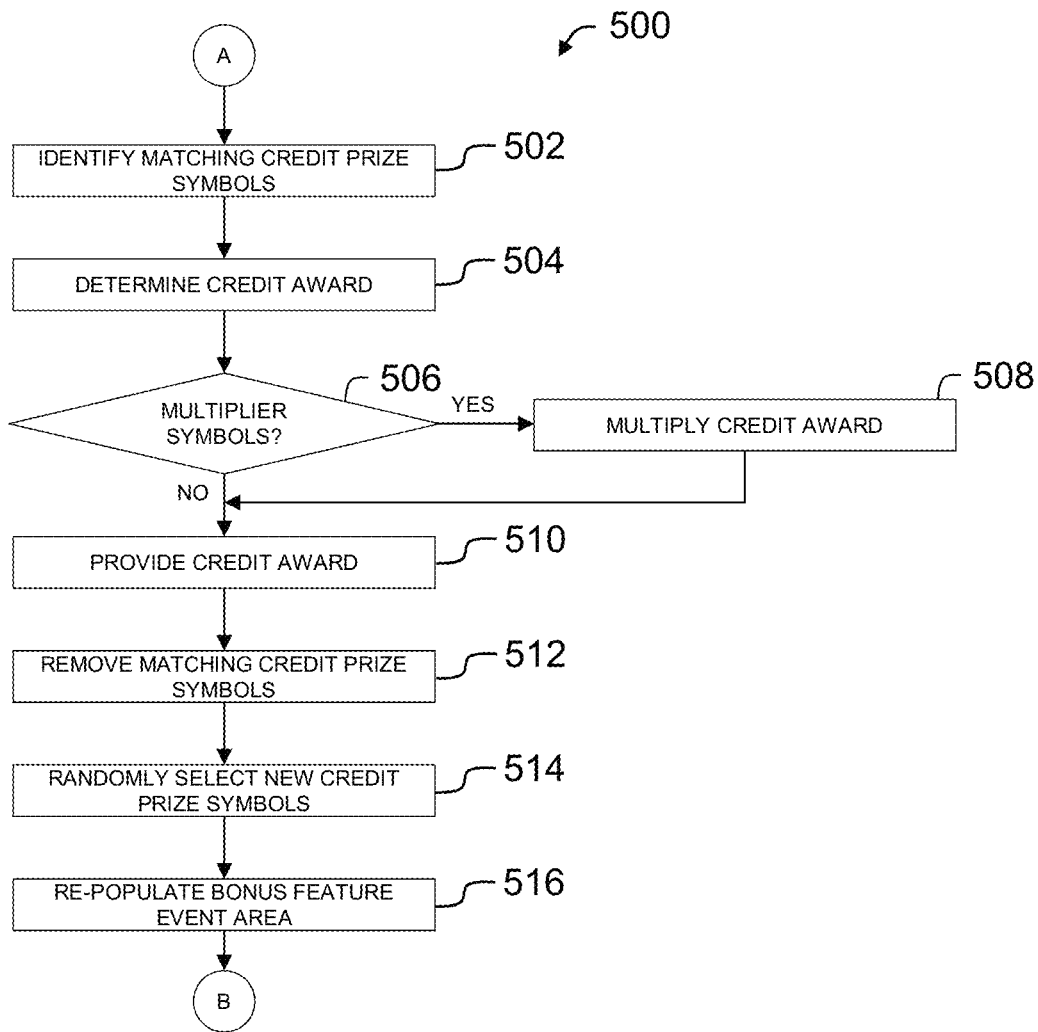 500
A
IDENTIFY MATCHING CREDIT PRIZE
SYMBOLS
502
DETERMINE CREDIT AWARD
504
MULTIPLIER
SYMBOLS?
506
YES
MULTIPLY CREDIT AWARD
508
NO
PROVIDE CREDIT AWARD
510
REMOVE MATCHING CREDIT PRIZE
SYMBOLS
512
RANDOMLY SELECT NEW CREDIT
PRIZE SYMBOLS
514
RE-POPULATE BONUS FEATURE
EVENT AREA
516
B